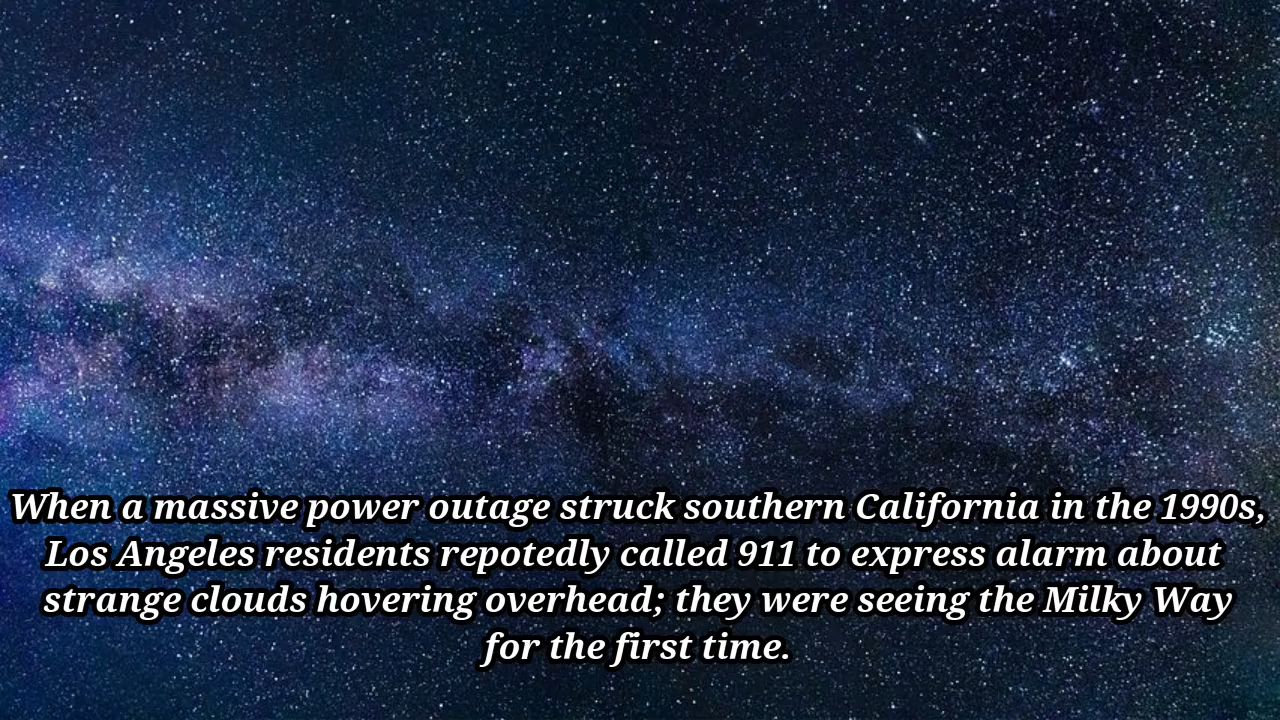 When a massive power outage struck southern California in the 1990s,
Los Angeles residents repotedly called 911 to express alarm about
strange clouds hovering overhead; they were seeing the Milky Way
for the first time.